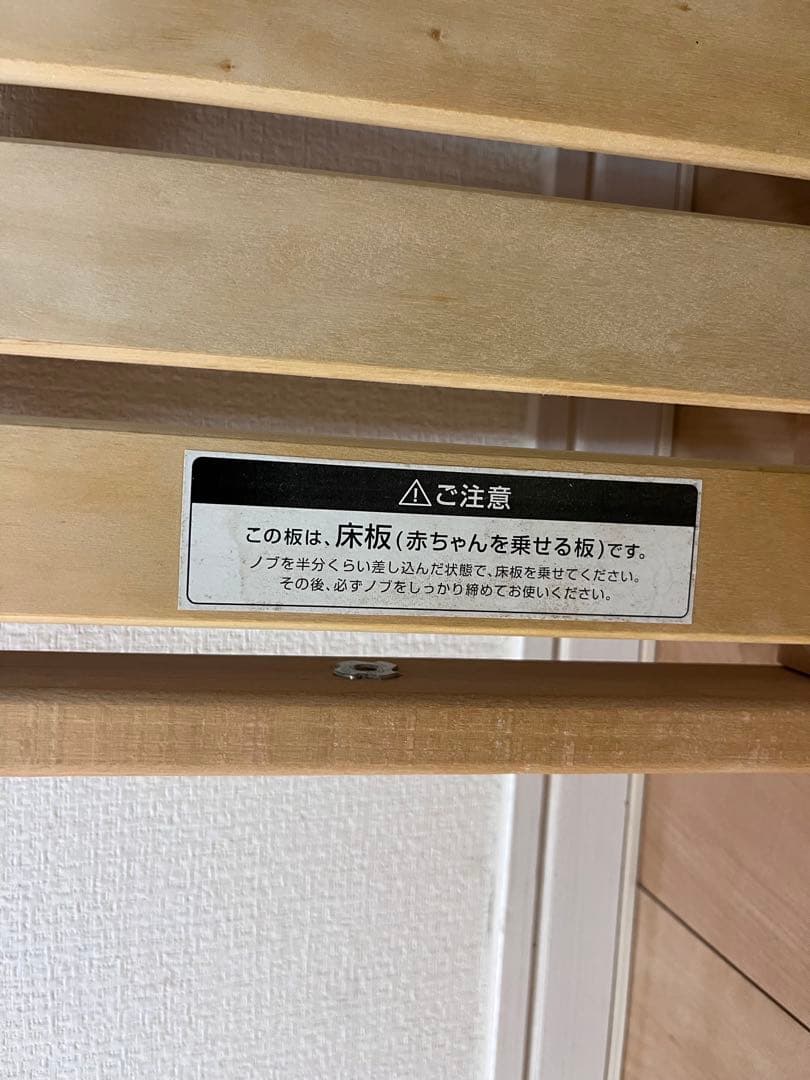 ⚠ご注意
この板は、床板(赤ちゃんを乗せる板)です。
ノブを半分くらい差し込んだ状態で、床板を乗せてください。
その後、必ずノブをしっかり締めてお使いください。